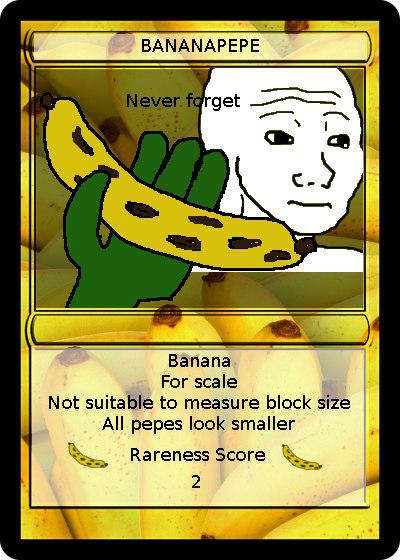 BANANAPEPE
Never forget
Banana
For scale
Not suitable to measure block size
All pepes look smaller
Rareness Score
2